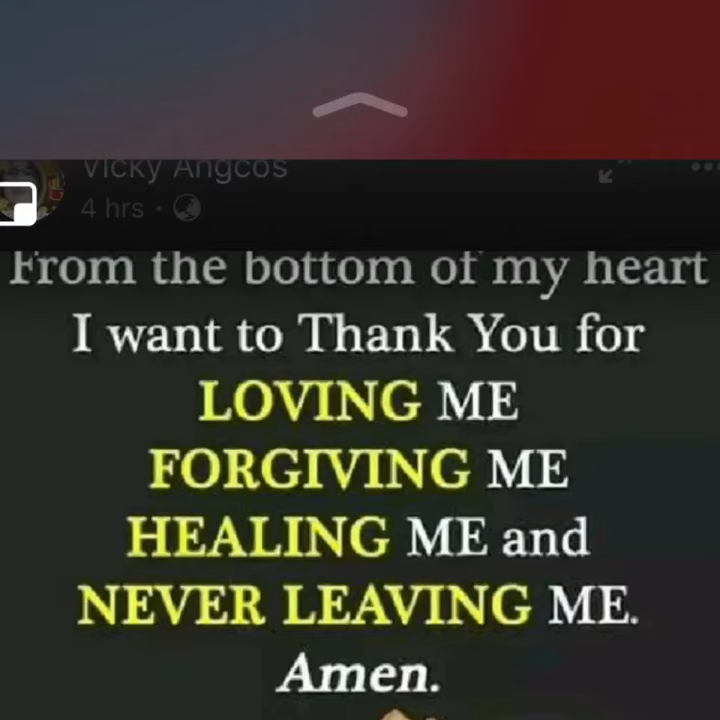 Vicky Angcos
4 hrs ·
From the bottom of my heart
I want to Thank You for
LOVING ME
FORGIVING ME
HEALING ME and
NEVER LEAVING ME.
Amen.